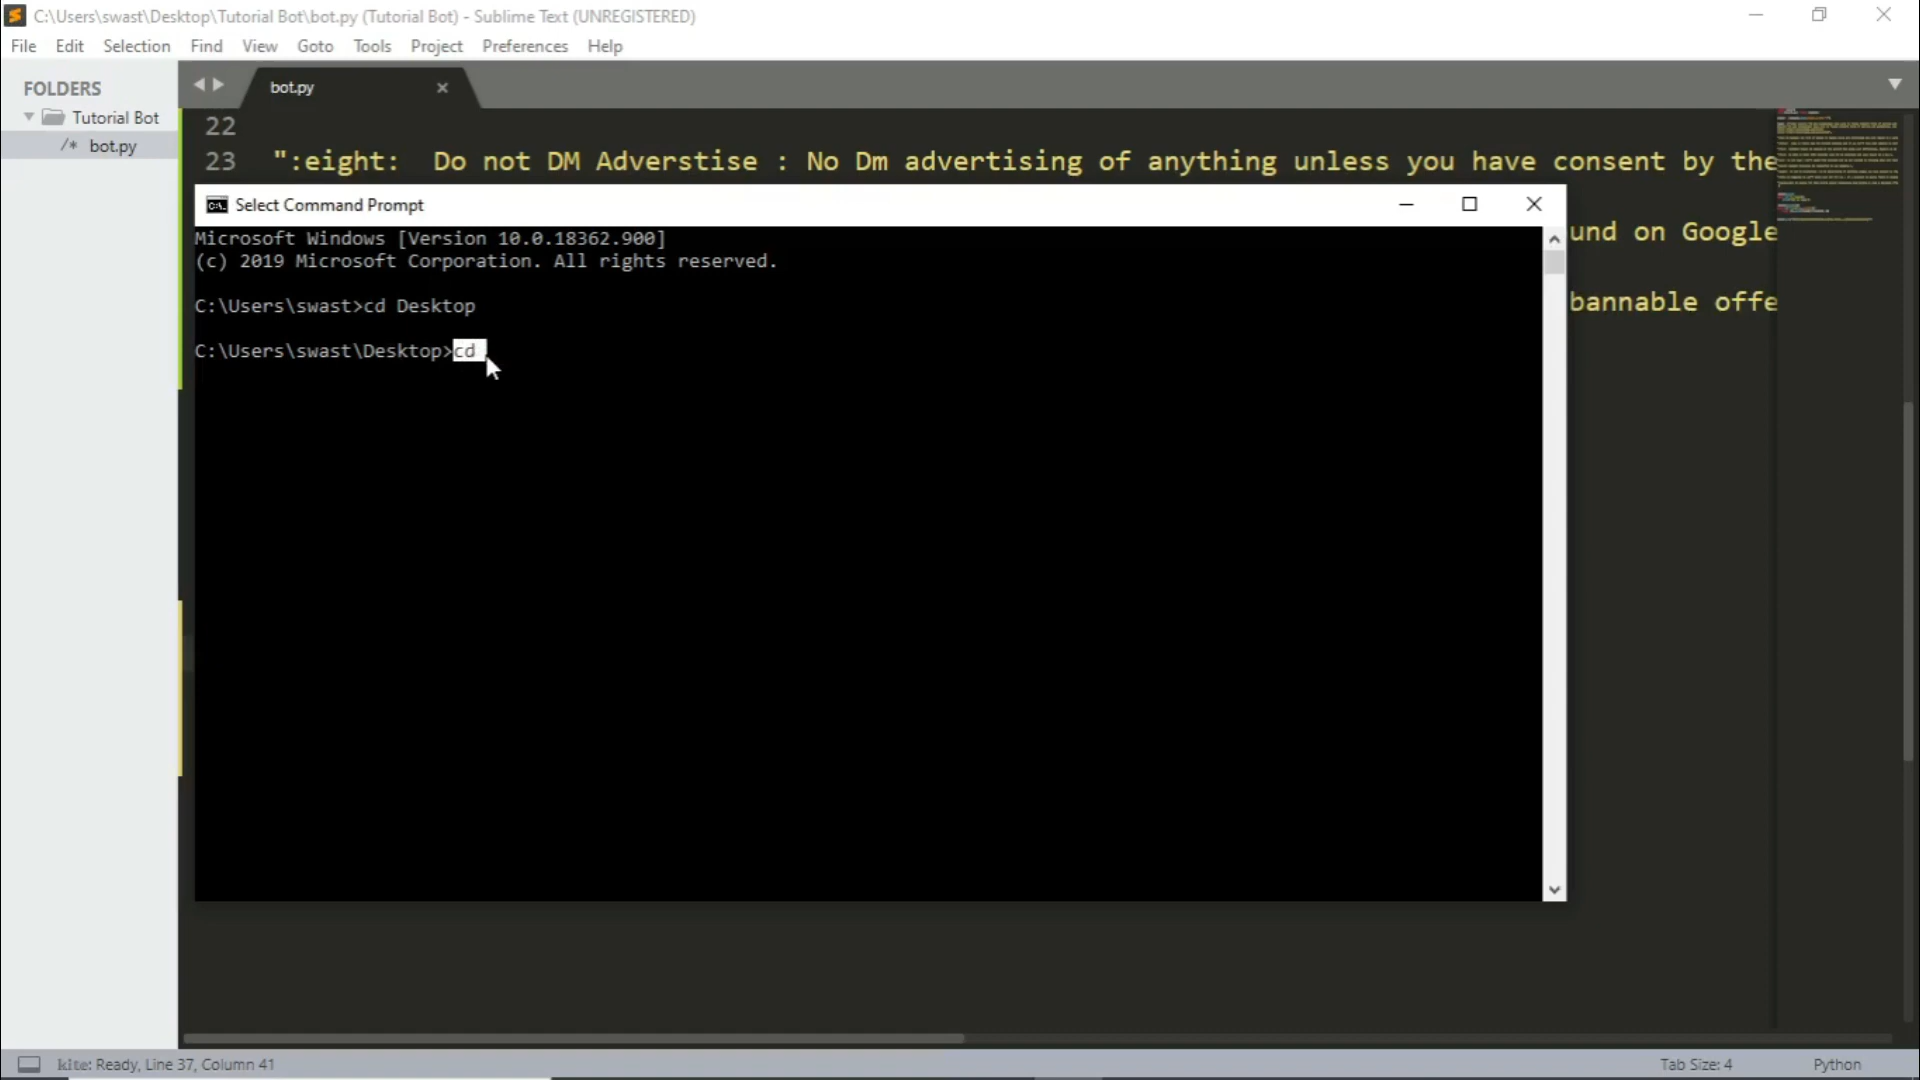 C:\Users\swast\Desktop\Tutorial Bot\bot.py (Tutorial Bot) - Sublime Text (UNREGISTERED)
File Edit Selection Find View Goto Tools Project Preferences Help
FOLDERS
Tutorial Bot
/* bot.py
bot.py
22
23 ":eight: Do not DM Adverstise : No Dm advertising of anything unless you have consent by the
und on Google
bannable offe
Select Command Prompt
Microsoft Windows [Version 10.0.18362.900]
(c) 2019 Microsoft Corporation. All rights reserved.
C:\Users\swast>cd Desktop
C:\Users\swast\Desktop>cd
kite: Ready, Line 37, Column 41
Tab Size: 4
Python